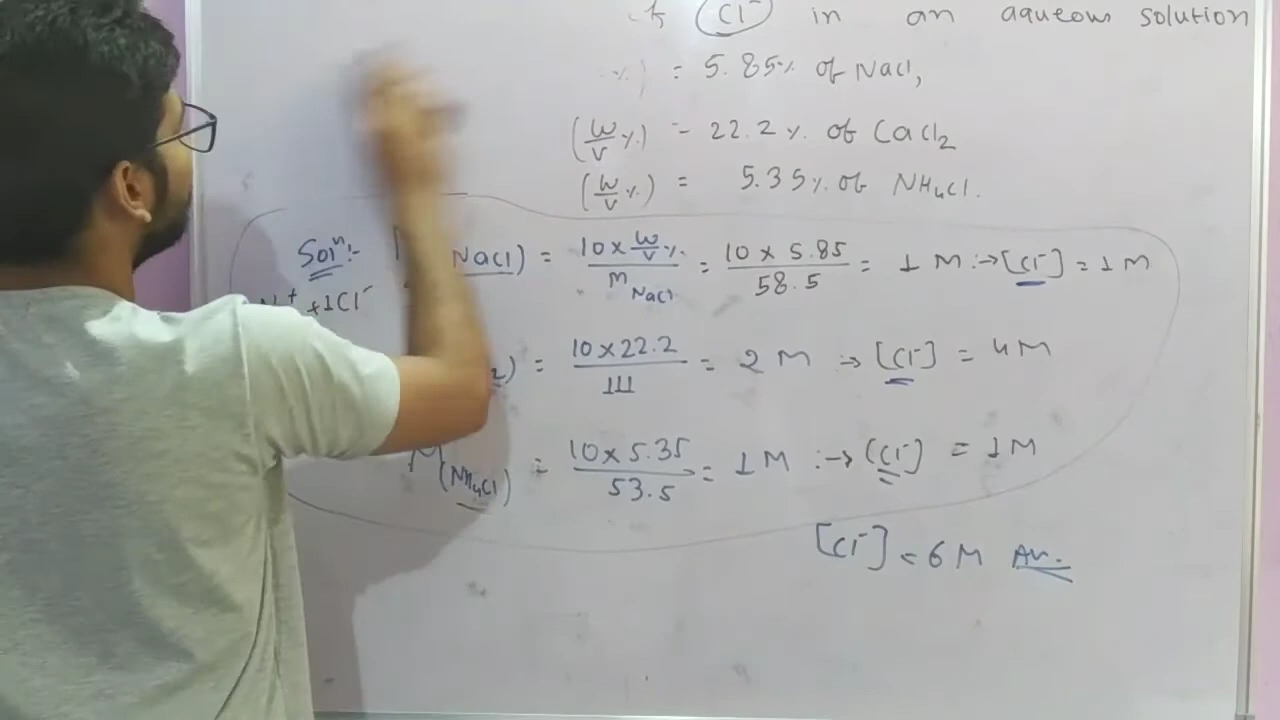 Cl⁻ in an aqueous solution
%) = 5.85% of NaCl,
(w/v %) = 22.2 % of CaCl₂
(w/v %) = 5.35% of NH₄Cl.
Solⁿ:- NaCl) = 10 × w/v % / M NaCl = 10 × 5.85 / 58.5 = 1 M :→ [Cl⁻] = 1 M
⁺ + 1Cl⁻
₂) = 10 × 22.2 / 111 = 2 M → [Cl⁻] = 4 M
M(NH₄Cl) = 10 × 5.35 / 53.5 = 1 M :→ [Cl⁻] = 1 M
[Cl⁻] = 6 M An.